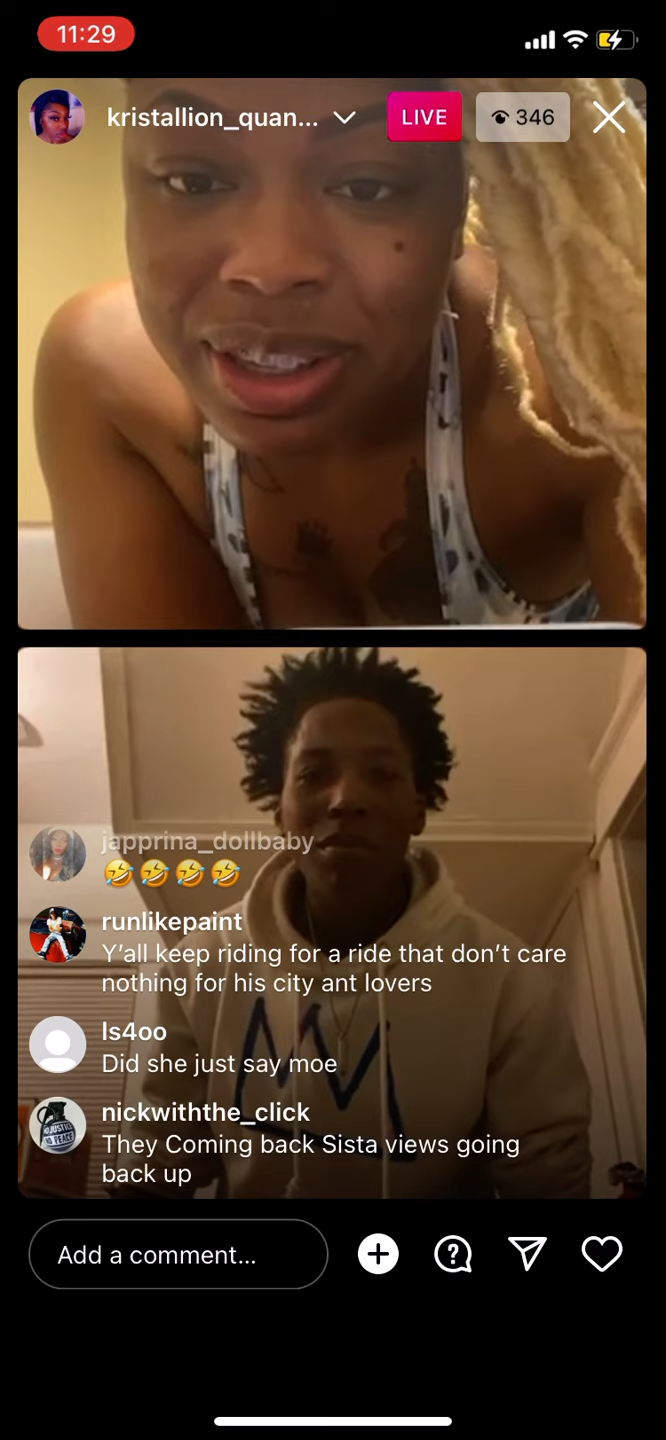 11:29
kristallion_quan...
LIVE
346
japprina_dollbaby
🤣🤣🤣🤣
runlikepaint
Y’all keep riding for a ride that don’t care
nothing for his city ant lovers
ls4oo
Did she just say moe
nickwiththe_click
They Coming back Sista views going
back up
Add a comment...